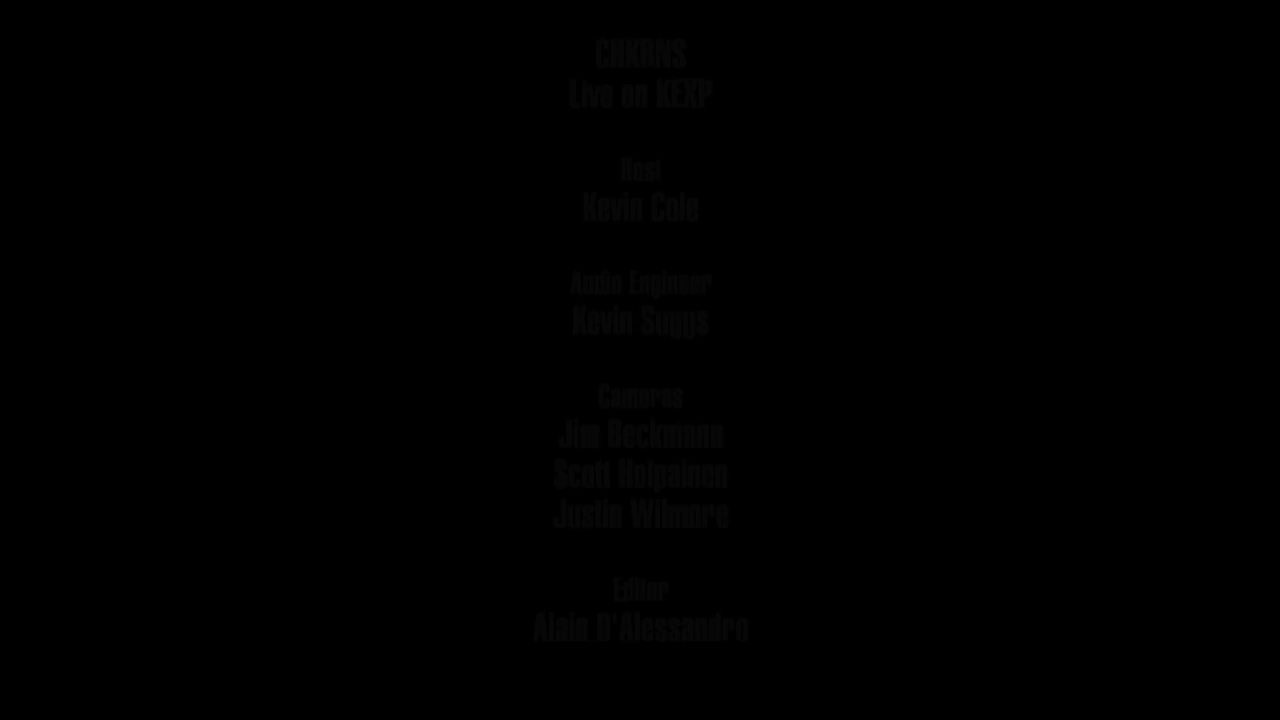 CHKRNS
Live on KEXP
Host
Kevin Cole
Audio Engineer
Kevin Suggs
Cameras
Jim Beckmann
Scott Holpainen
Justin Wilmore
Editor
Alain D'Alessandro